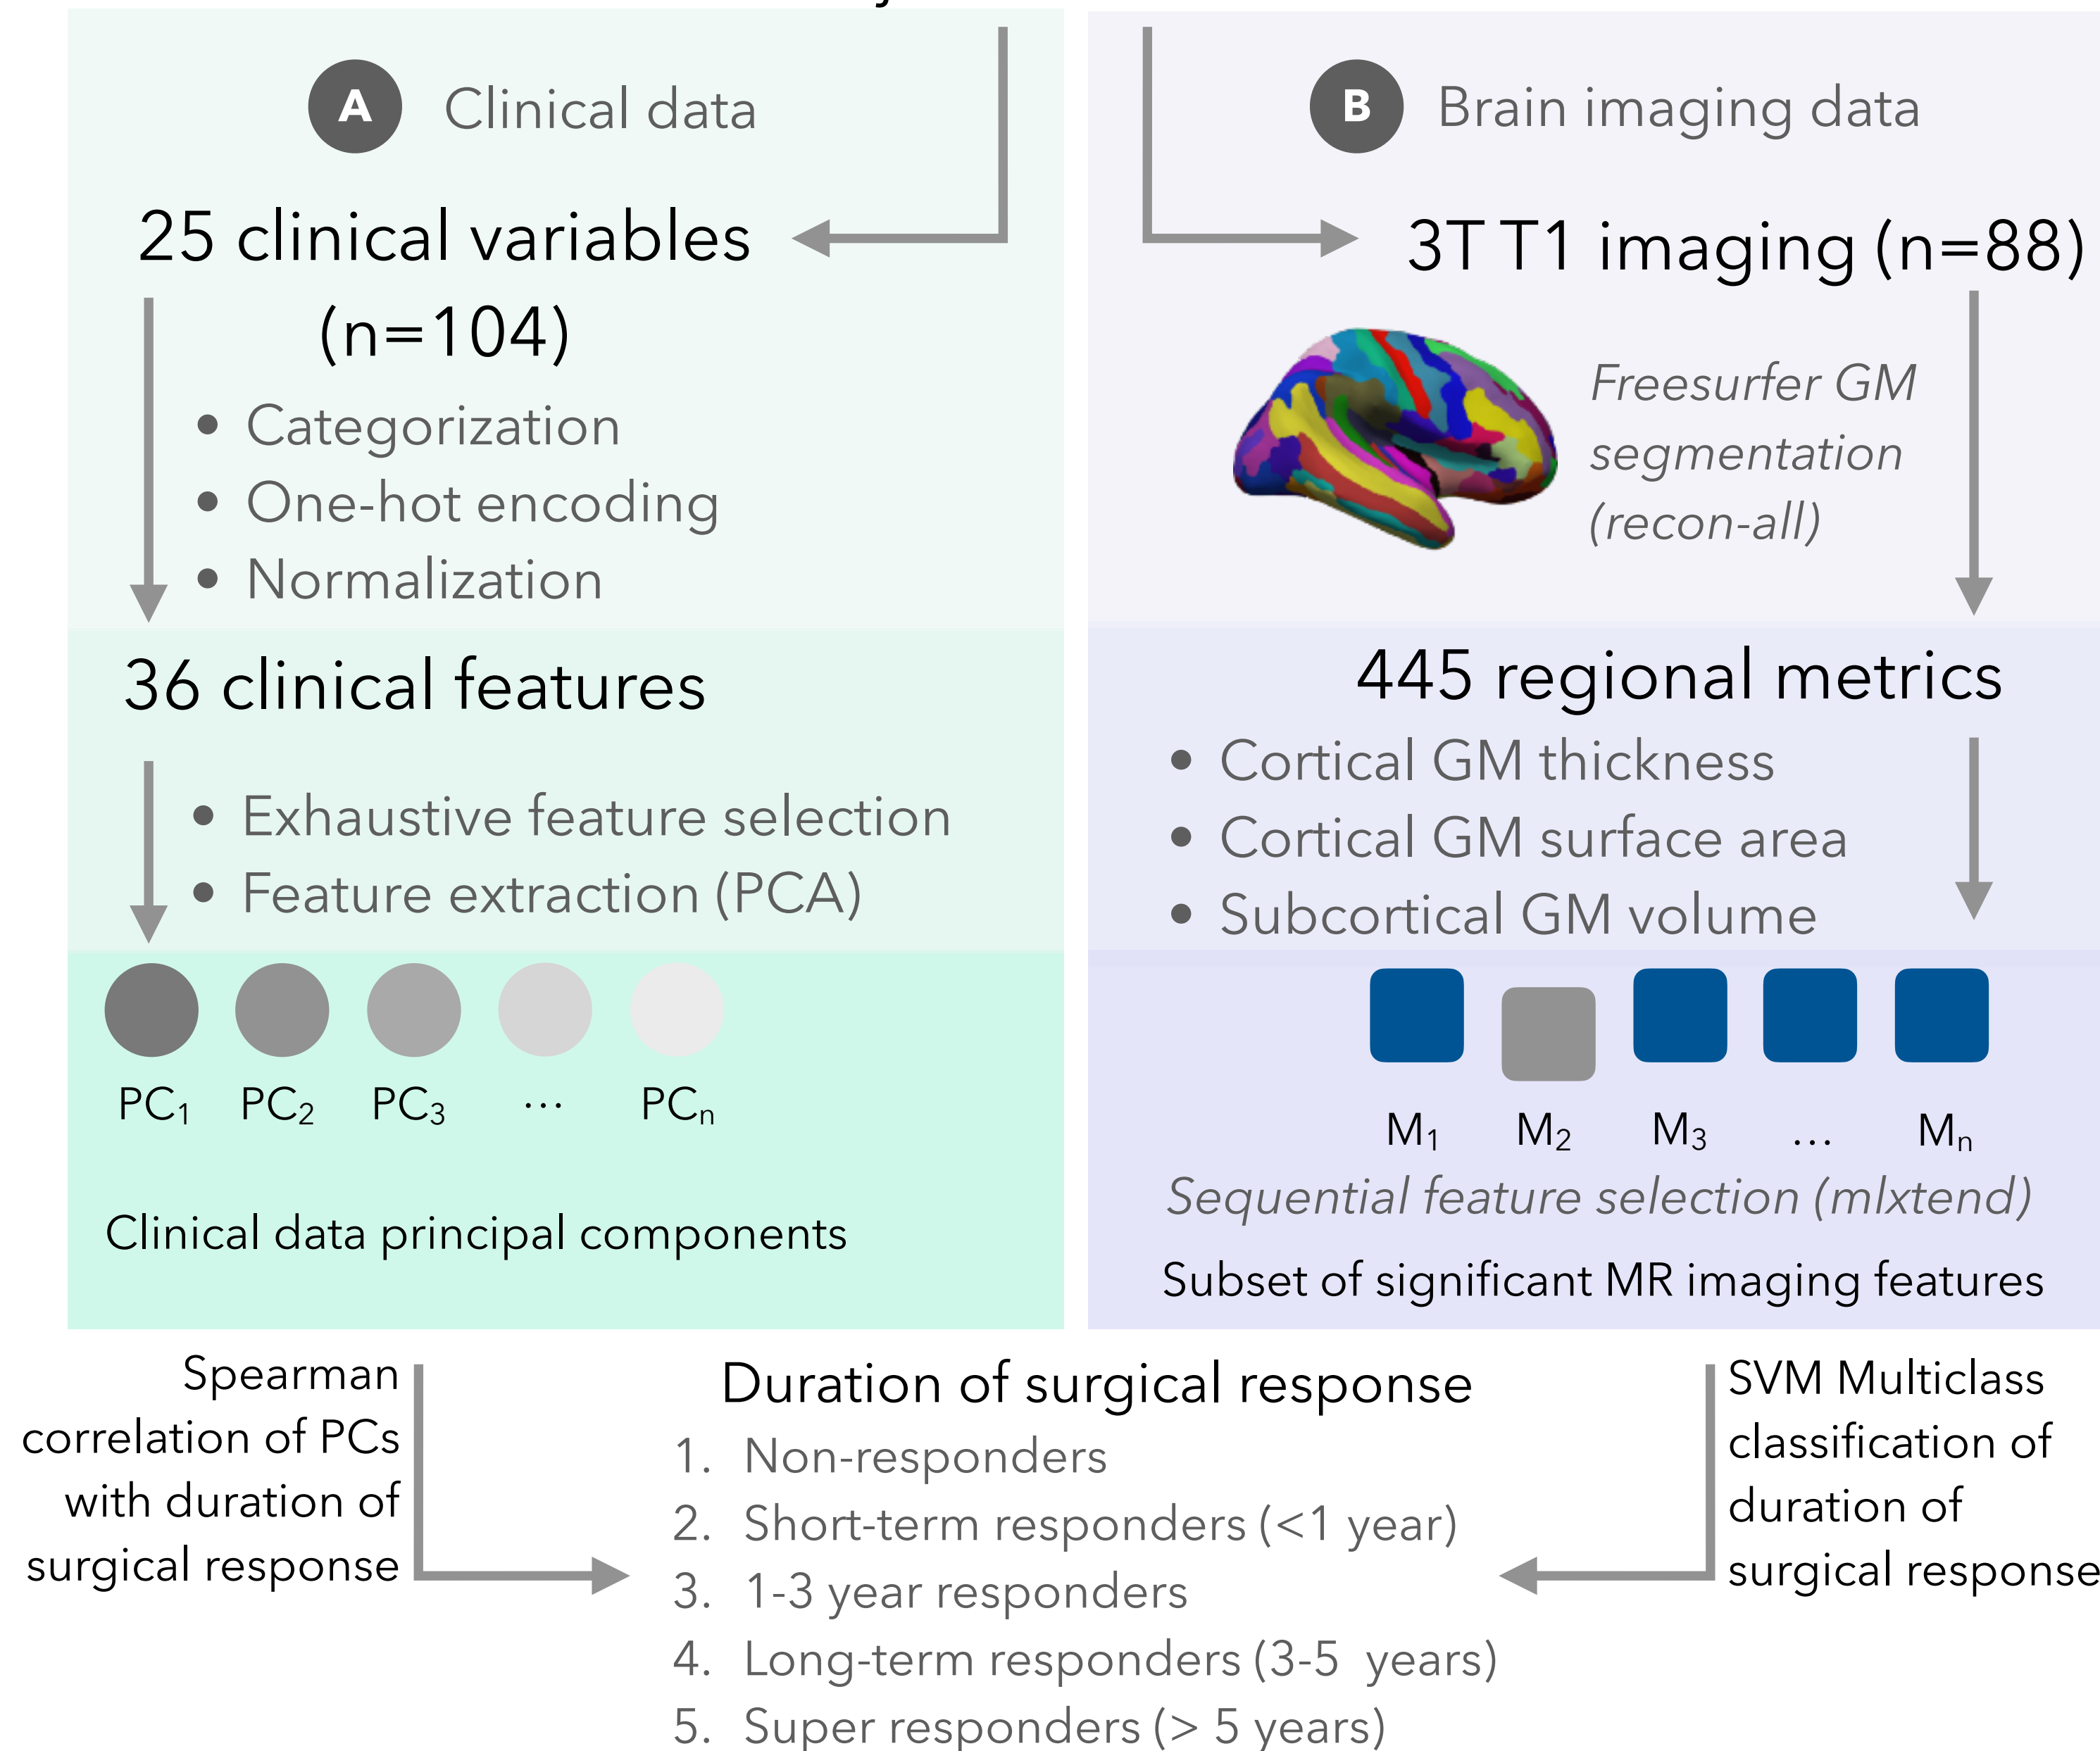 A
Clinical data
25 clinical variables
(n=104)
• Categorization
• One-hot encoding
• Normalization
36 clinical features
• Exhaustive feature selection
• Feature extraction (PCA)
PC1 PC2 PC3 ... PCn
Clinical data principal components
B
Brain imaging data
3T T1 imaging (n=88)
Freesurfer GM
segmentation
(recon-all)
445 regional metrics
• Cortical GM thickness
• Cortical GM surface area
• Subcortical GM volume
M1 M2 M3 ... Mn
Sequential feature selection (mlxtend)
Subset of significant MR imaging features
Spearman
correlation of PCs
with duration of
surgical response
Duration of surgical response
1. Non-responders
2. Short-term responders (<1 year)
3. 1-3 year responders
4. Long-term responders (3-5 years)
5. Super responders (> 5 years)
SVM Multiclass
classification of
duration of
surgical response